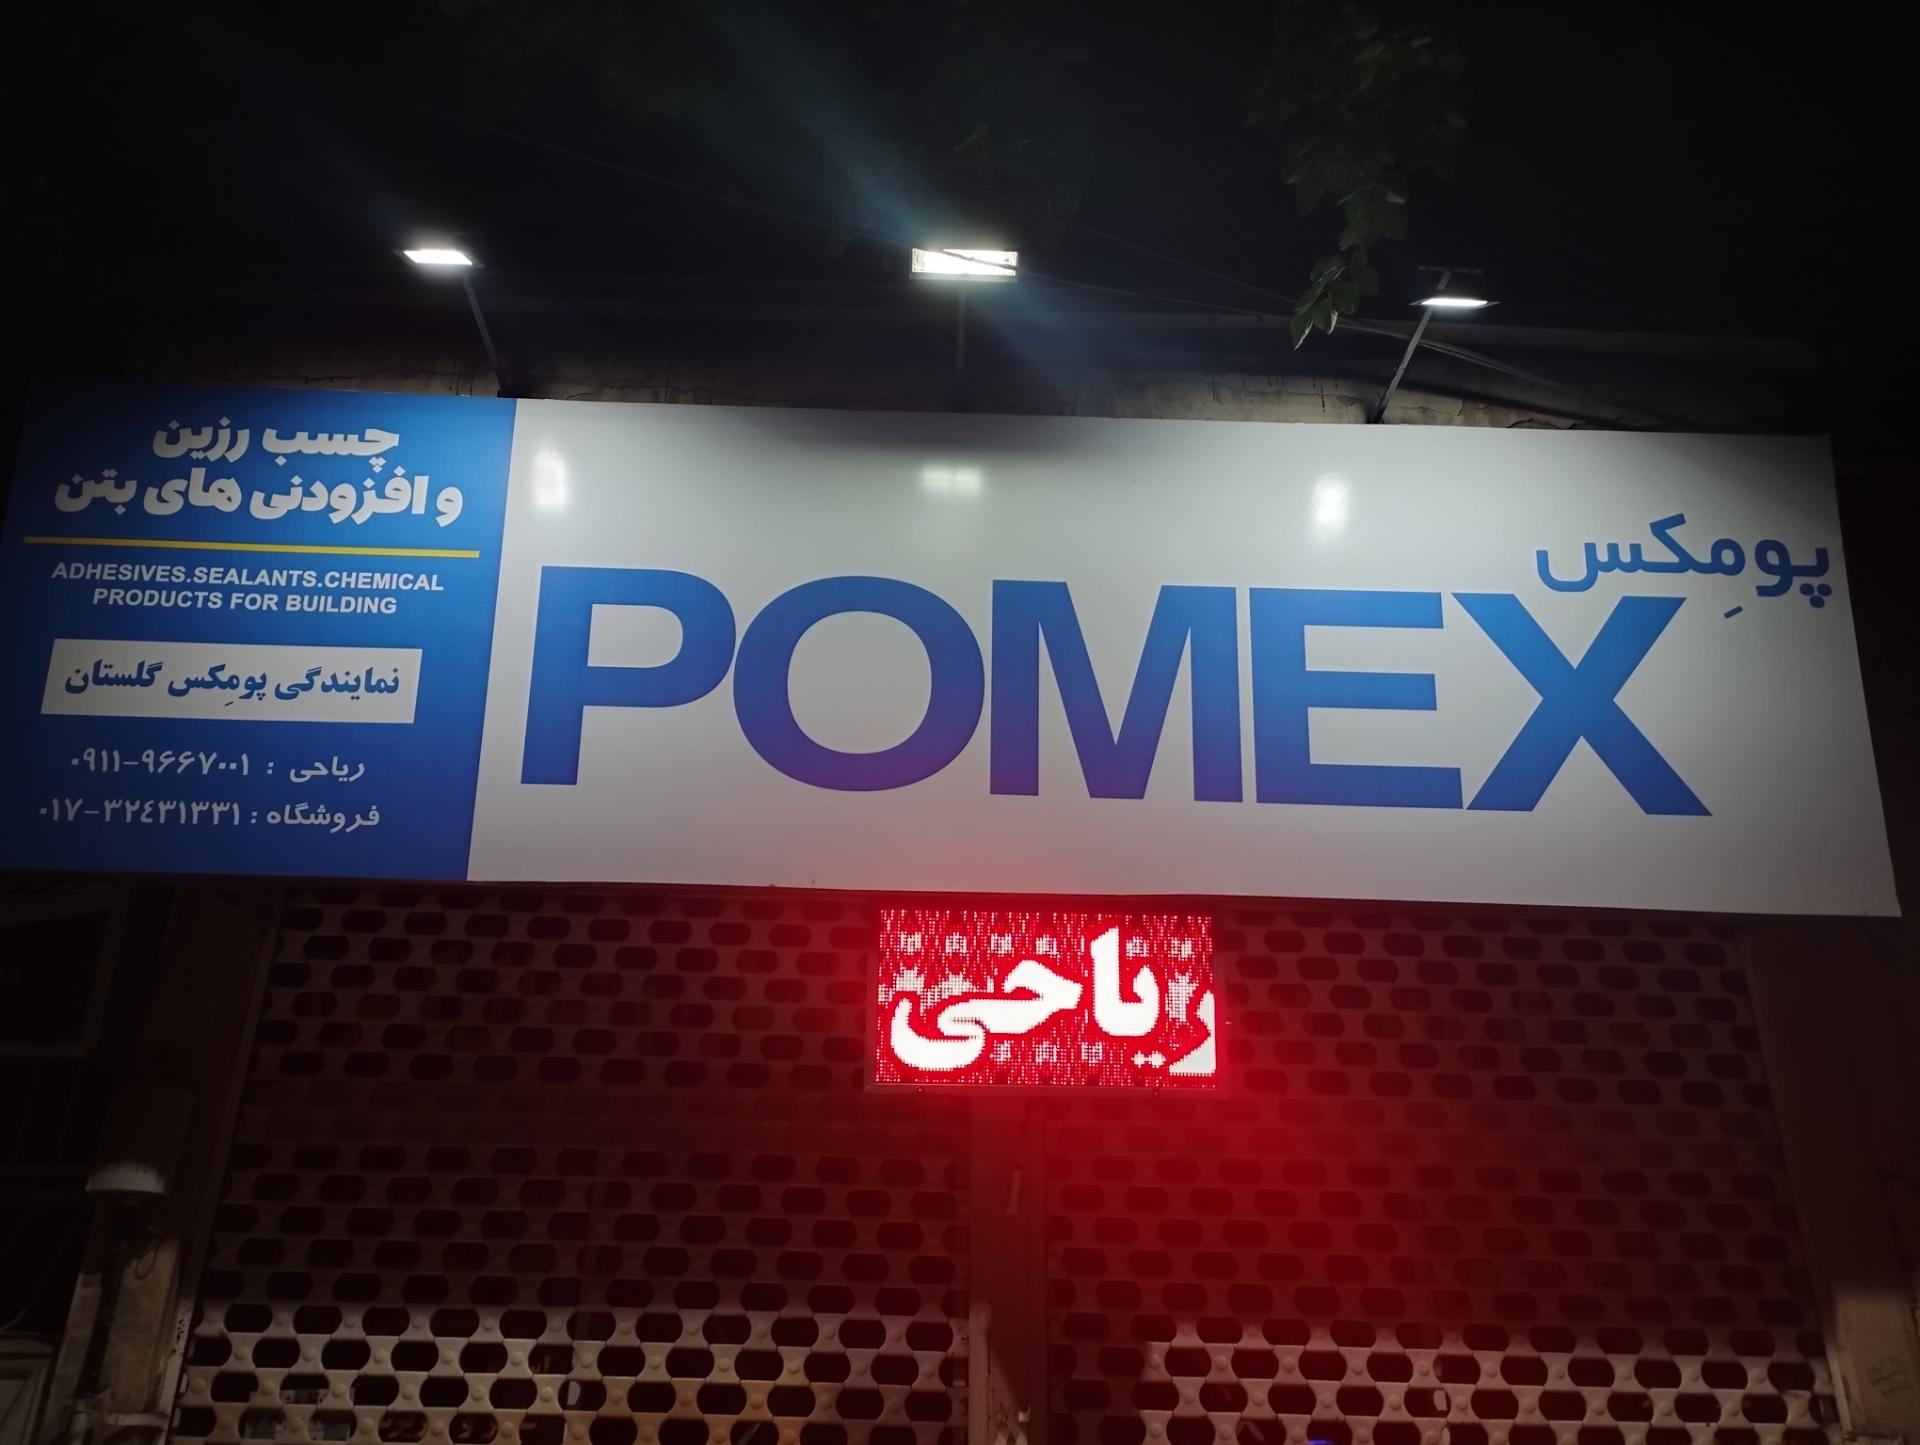 چسب رزین
و افزودنی های بتن
ADHESIVES.SEALANTS.CHEMICAL
PRODUCTS FOR BUILDING
نمایندگی پومِکس گلستان
ریاحی : ۰۹۱۱-۹۶۶۷۰۰۱
فروشگاه : ۰۱۷-۳۲۴۳۱۳۳۱
پومِکس
POMEX
ریاحی